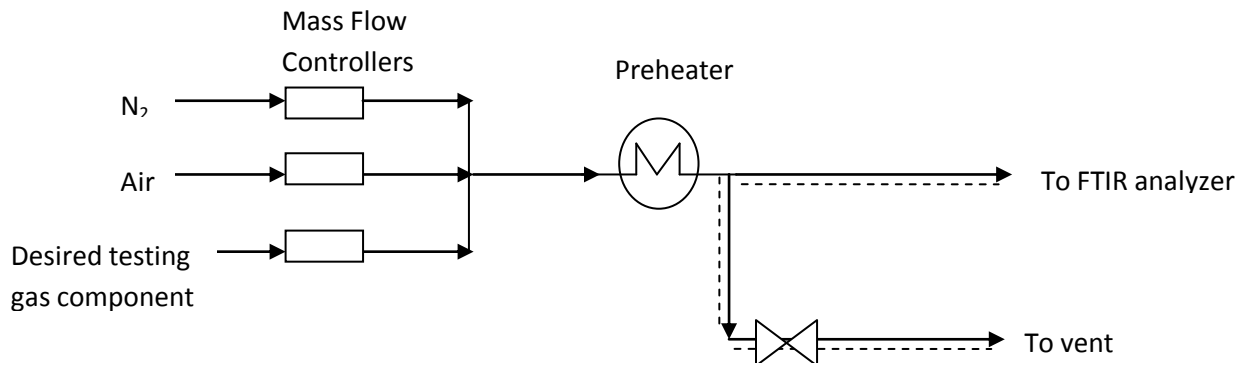 Mass Flow
Controllers
Preheater
N₂
Air
To FTIR analyzer
Desired testing
gas component
To vent